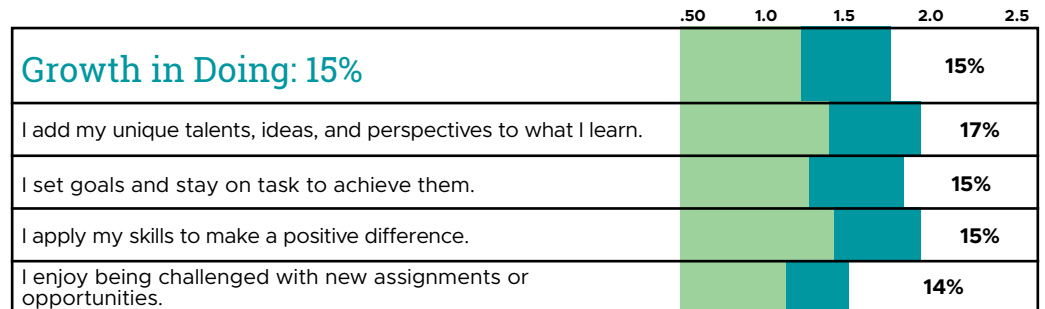 .50 1.0 1.5 2.0 2.5
Growth in Doing: 15% 15%
I add my unique talents, ideas, and perspectives to what I learn. 17%
I set goals and stay on task to achieve them. 15%
I apply my skills to make a positive difference. 15%
I enjoy being challenged with new assignments or
opportunities. 14%